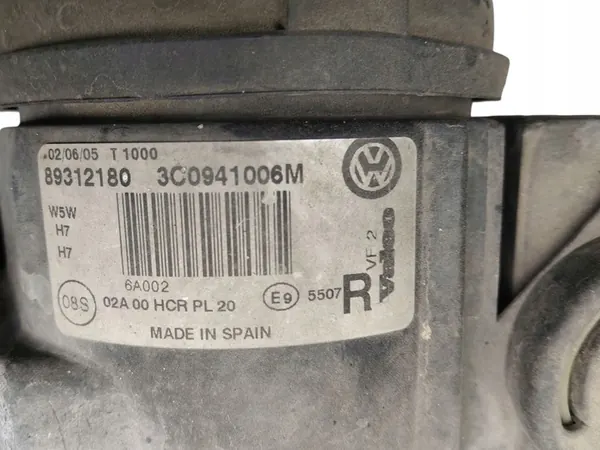 02/06/05 T 1000
89312180 3C0941006M
W5W
H7
H7
6A002
08S 02A 00 HCR PL 20 E9 5507 R
MADE IN SPAIN
VW
VF 2
Valeo